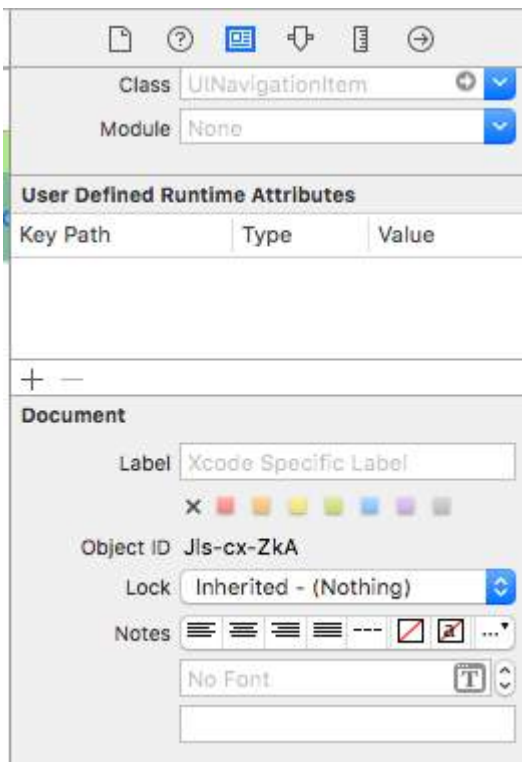 Class UINavigationItem
Module None
User Defined Runtime Attributes
Key Path Type Value
Document
Label Xcode Specific Label
Object ID Jls-cx-ZkA
Lock Inherited - (Nothing)
Notes --- a ...
No Font T